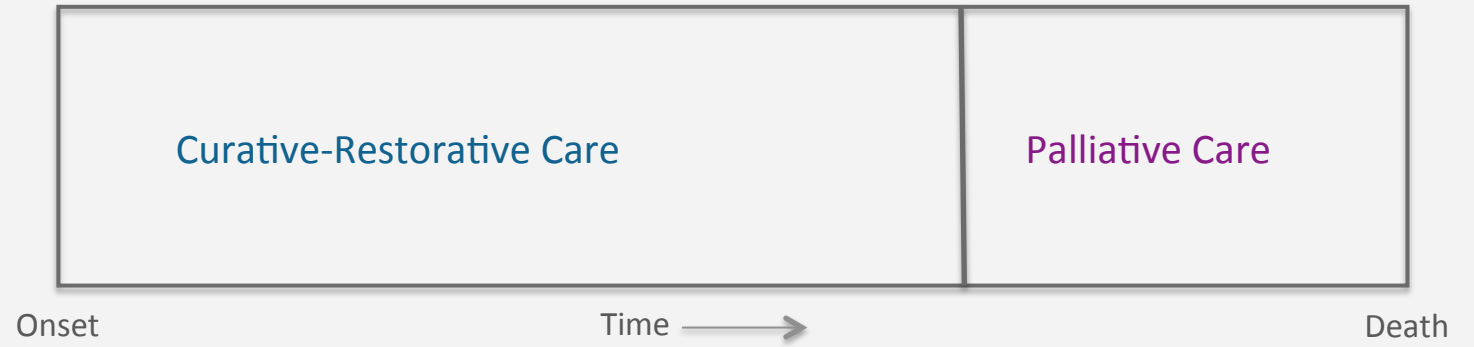 Curative-Restorative Care
Palliative Care
Onset
Time
Death